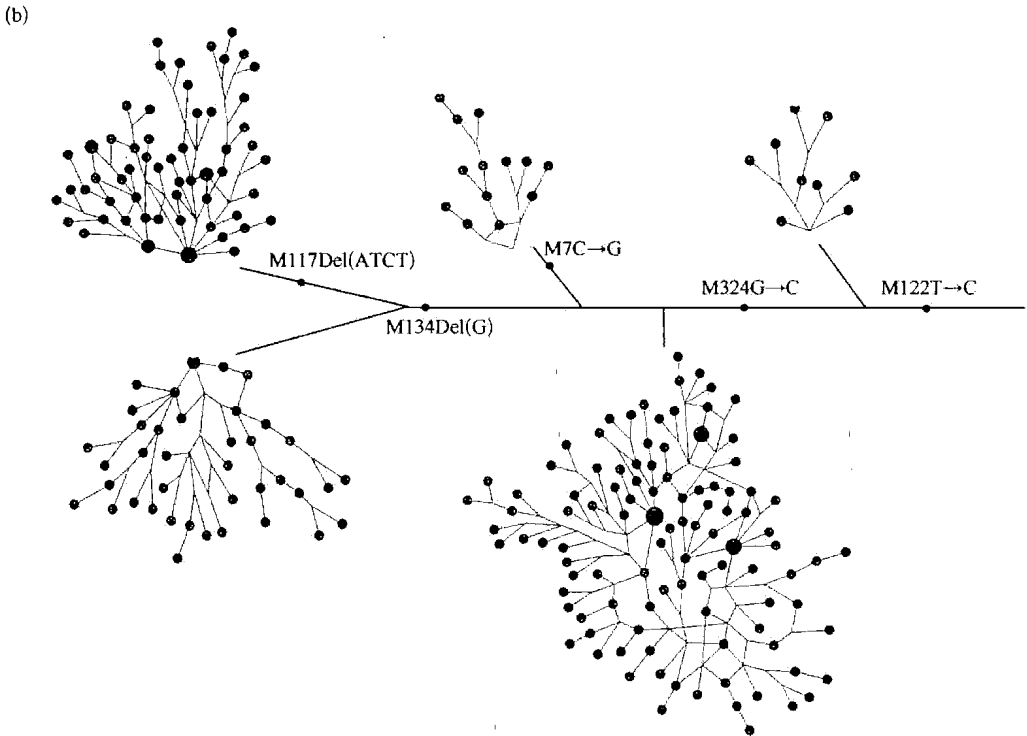 (b)
M117Del(ATCT)
M7C→G
M324G→C
M122T→C
M134Del(G)